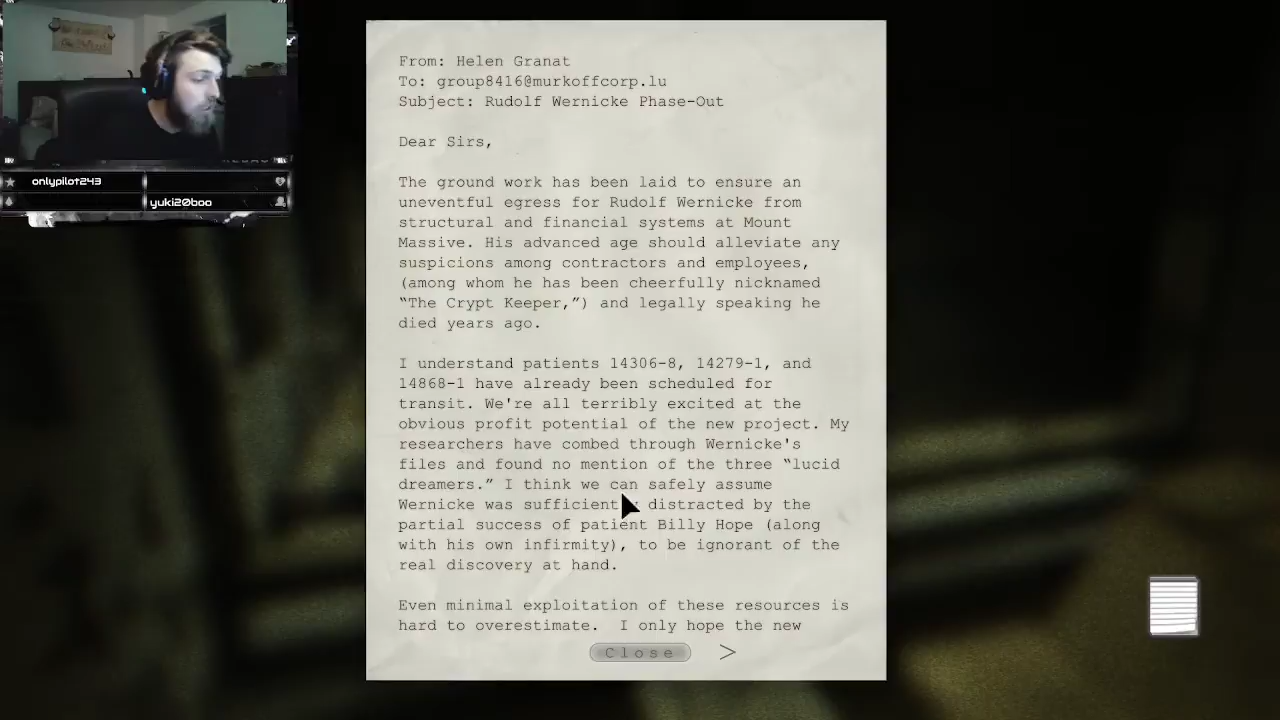 onlypilot243
yuki20boo
From: Helen Granat
To: group8416@murkoffcorp.lu
Subject: Rudolf Wernicke Phase-Out
Dear Sirs,
The ground work has been laid to ensure an
uneventful egress for Rudolf Wernicke from
structural and financial systems at Mount
Massive. His advanced age should alleviate any
suspicions among contractors and employees,
(among whom he has been cheerfully nicknamed
“The Crypt Keeper,”) and legally speaking he
died years ago.
I understand patients 14306-8, 14279-1, and
14868-1 have already been scheduled for
transit. We're all terribly excited at the
obvious profit potential of the new project. My
researchers have combed through Wernicke's
files and found no mention of the three “lucid
dreamers.” I think we can safely assume
Wernicke was distracted by the
partial success of patient Billy Hope (along
with his own infirmity), to be ignorant of the
real discovery at hand.
Even minimal exploitation of these resources is
hard to overestimate.  I only hope the new
Close >